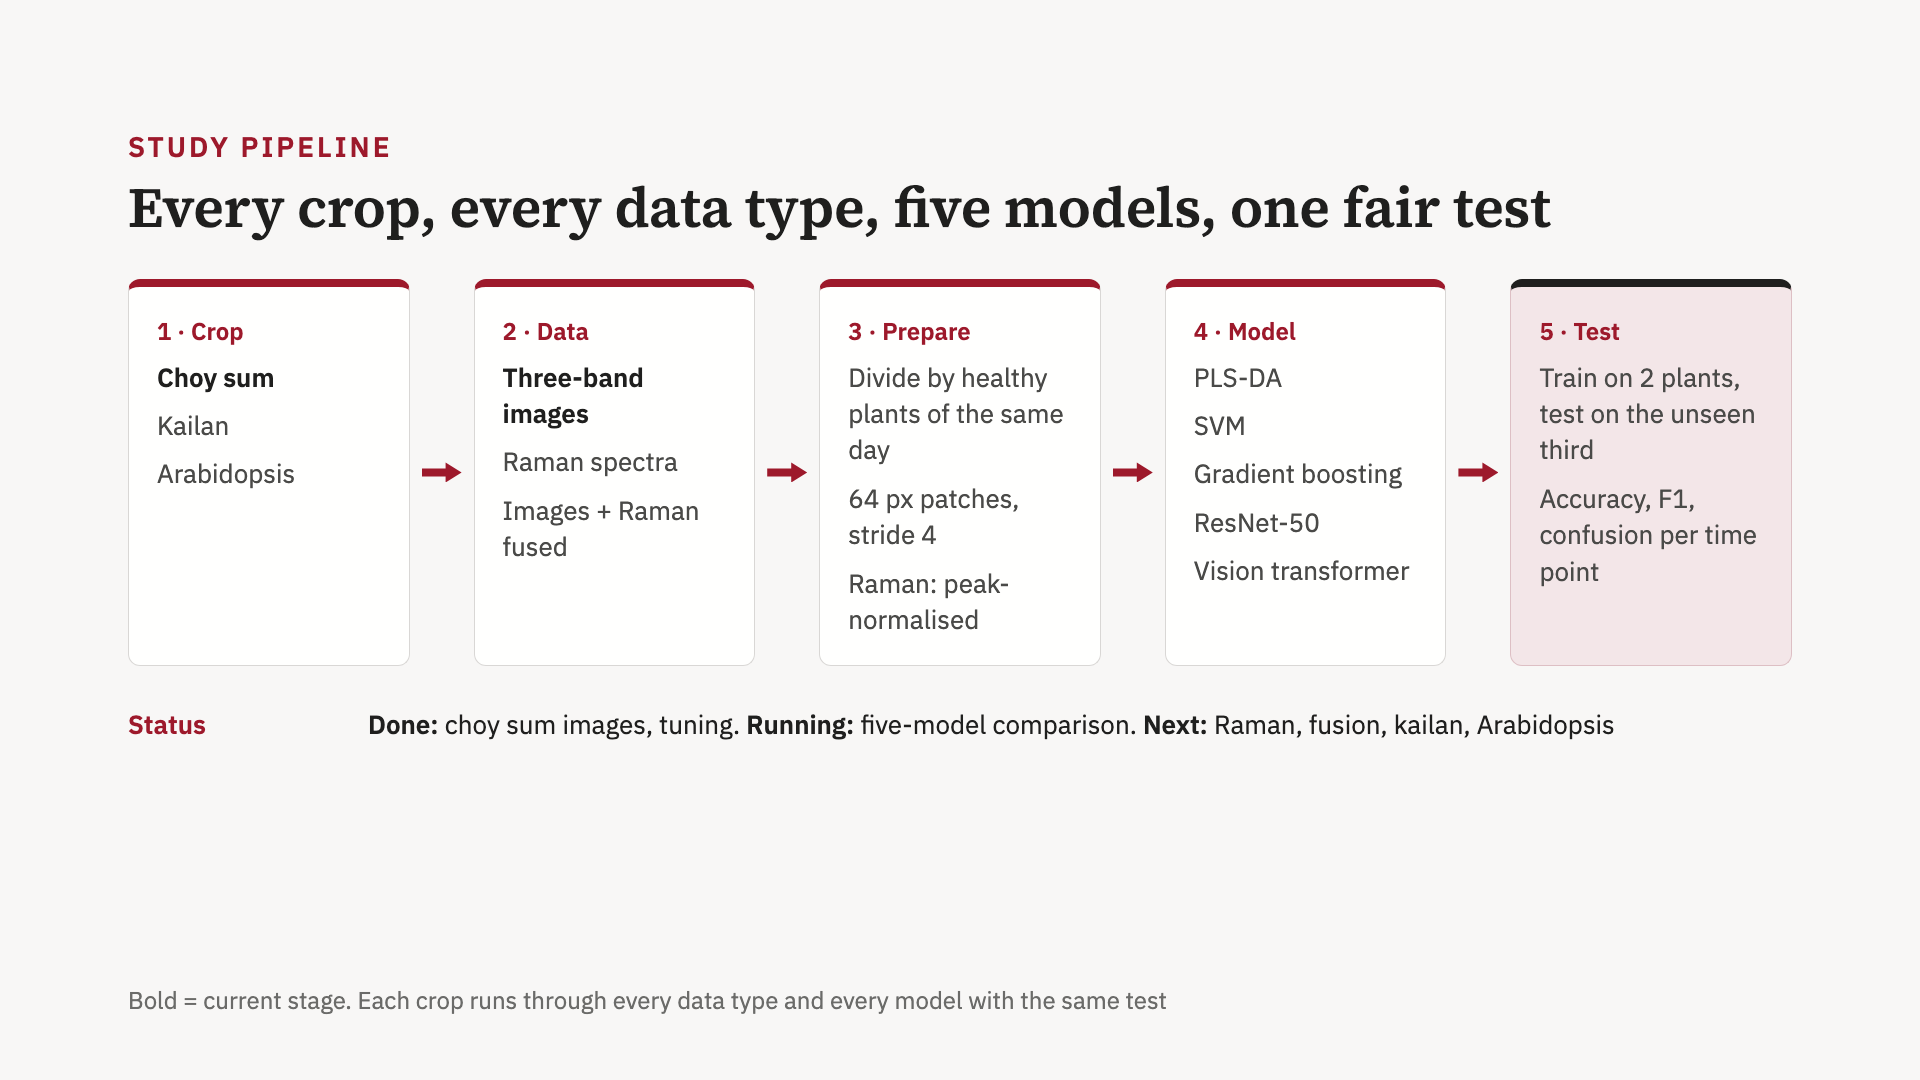 STUDY PIPELINE
Every crop, every data type, five models, one fair test
1 · Crop
Choy sum
Kailan
Arabidopsis
2 · Data
Three-band
images
Raman spectra
Images + Raman
fused
3 · Prepare
Divide by healthy
plants of the same
day
64 px patches,
stride 4
Raman: peak-
normalised
4 · Model
PLS-DA
SVM
Gradient boosting
ResNet-50
Vision transformer
5 · Test
Train on 2 plants,
test on the unseen
third
Accuracy, F1,
confusion per time
point
Status
Done: choy sum images, tuning. Running: five-model comparison. Next: Raman, fusion, kailan, Arabidopsis
Bold = current stage. Each crop runs through every data type and every model with the same test